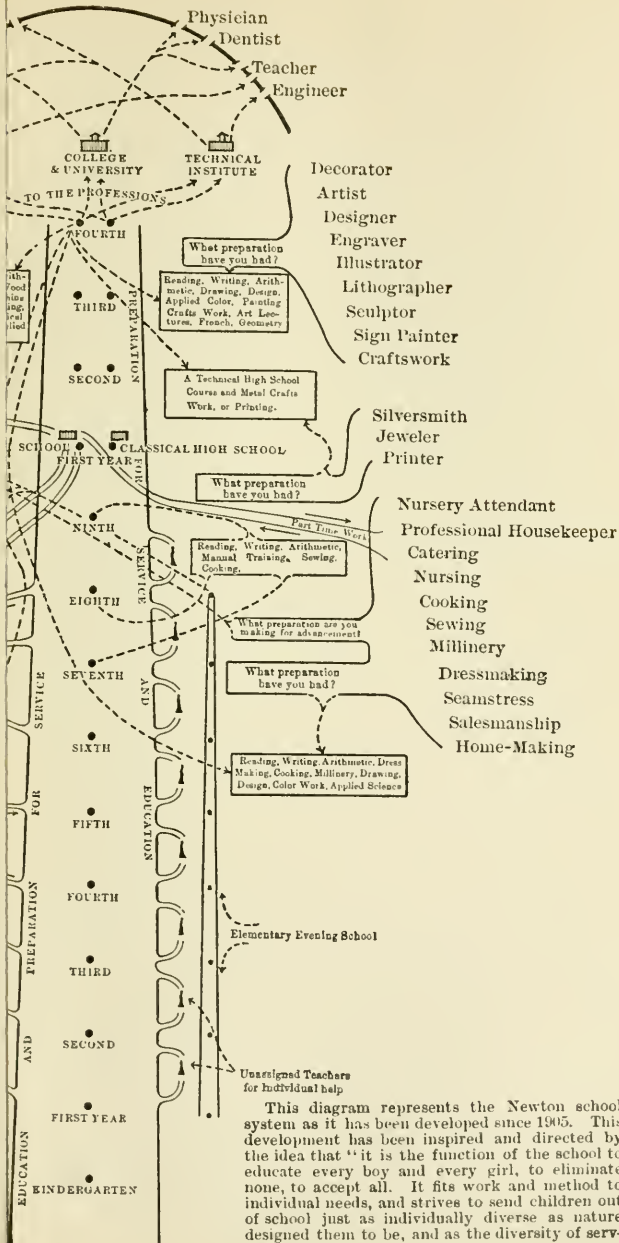 Physician
Dentist
Teacher
Engineer
COLLEGE
& UNIVERSITY
TECHNICAL
INSTITUTE
TO THE PROFESSIONS
FOURTH
THIRD
SECOND
SCHOOL
CLASSICAL HIGH SCHOOL
FIRST YEAR
NINTH
EIGHTH
SEVENTH
SIXTH
FIFTH
FOURTH
THIRD
SECOND
FIRST YEAR
KINDERGARTEN
PREPARATION
FOR
SERVICE
AND
EDUCATION
SERVICE
FOR
PREPARATION
AND
EDUCATION
Decorator
Artist
Designer
Engraver
Illustrator
Lithographer
Sculptor
Sign Painter
Craftswork
What preparation
have you had?
Reading, Writing, Arith-
metic, Drawing, Design,
Applied Color, Painting
Crafts Work, Art Lec-
tures, French, Geometry
A Technical High School
Course and Metal Crafts
Work, or Printing.
Silversmith
Jeweler
Printer
What preparation
have you had?
Nursery Attendant
Professional Housekeeper
Catering
Nursing
Cooking
Sewing
Millinery
Dressmaking
Seamstress
Salesmanship
Home-Making
Part Time Work
Reading, Writing, Arithmetic,
Manual Training, Sewing,
Cooking.
What preparation are you
making for advancement?
What preparation
have you had?
Reading, Writing, Arithmetic, Dress
Making, Cooking, Millinery, Drawing,
Design, Color Work, Applied Science
Elementary Evening School
Unassigned Teachers
for Individual help
This diagram represents the Newton school
system as it has been developed since 1905. This
development has been inspired and directed by
the idea that "it is the function of the school to
educate every boy and every girl, to eliminate
none, to accept all. It fits work and method to
individual needs, and strives to send children out
of school just as individually diverse as nature
designed them to be, and as the diversity of serv-